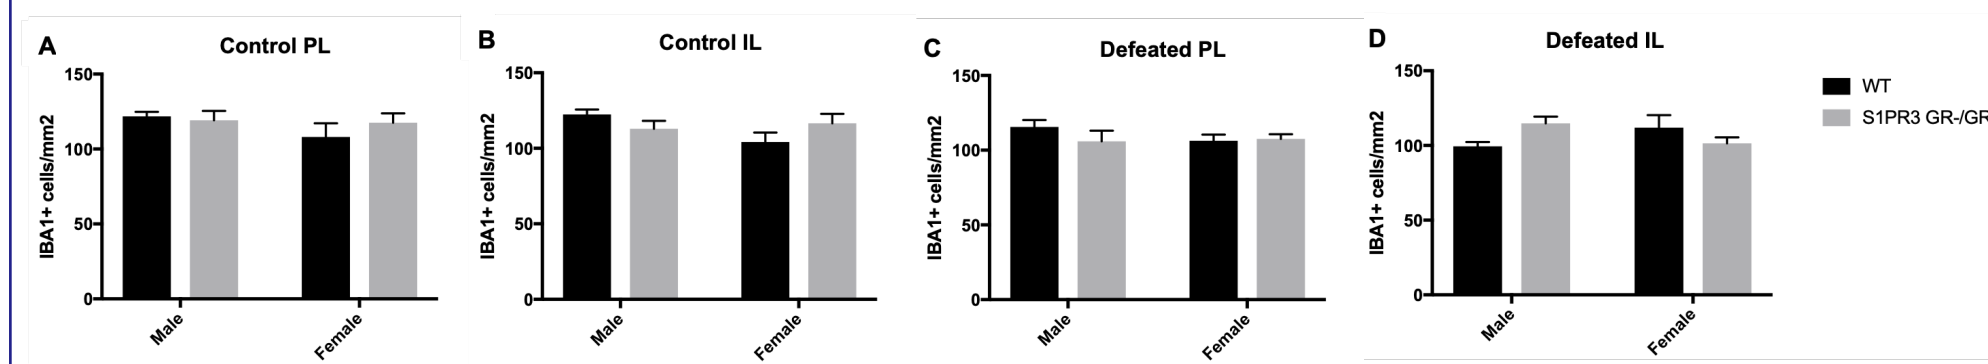 A
Control PL
IBA1+ cells/mm2
150
100
50
0
Male
Female
B
Control IL
IBA1+ cells/mm2
150
100
50
0
Male
Female
C
Defeated PL
IBA1+ cells/mm2
150
100
50
0
Male
Female
D
Defeated IL
IBA1+ cells/mm2
150
100
50
0
Male
Female
WT
S1PR3 GR-/GR